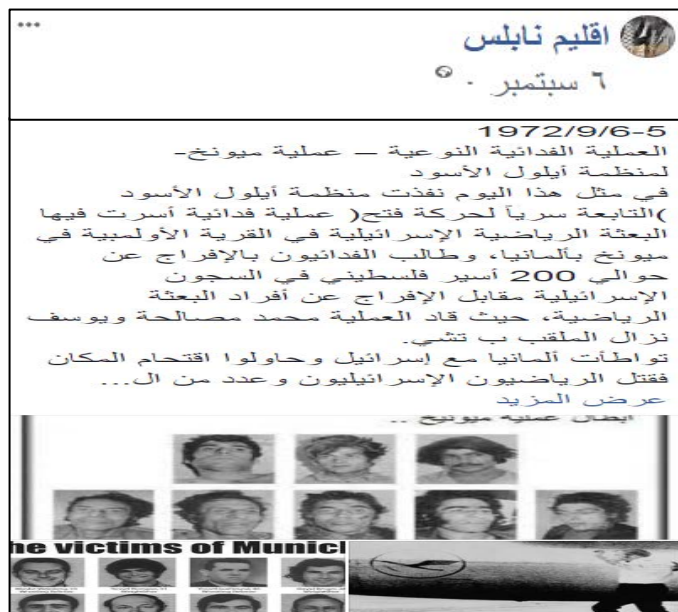 اقليم نابلس
٦ سبتمبر ·
1972/9/6-5
العملية الفدائية النوعية – عملية ميونخ-
لمنظمة أيلول الأسود
في مثل هذا اليوم نفذت منظمة أيلول الأسود
)التابعة سرياً لحركة فتح( عملية فدائية أسرت فيها
البعثة الرياضية الإسرائيلية في القرية الأولمبية في
ميونخ بألمانيا، وطالب الفدائيون بالإفراج عن
حوالي 200 أسير فلسطيني في السجون
الإسرائيلية مقابل الإفراج عن أفراد البعثة
الرياضية، حيث قاد العملية محمد مصالحة ويوسف
نزال الملقب ب تشي.
تواطأت ألمانيا مع إسرائيل وحاولوا اقتحام المكان
فقتل الرياضيون الإسرائيليون وعدد من ال...
عرض المزيد
ابطال عملية ميونيخ ..
he victims of Munic